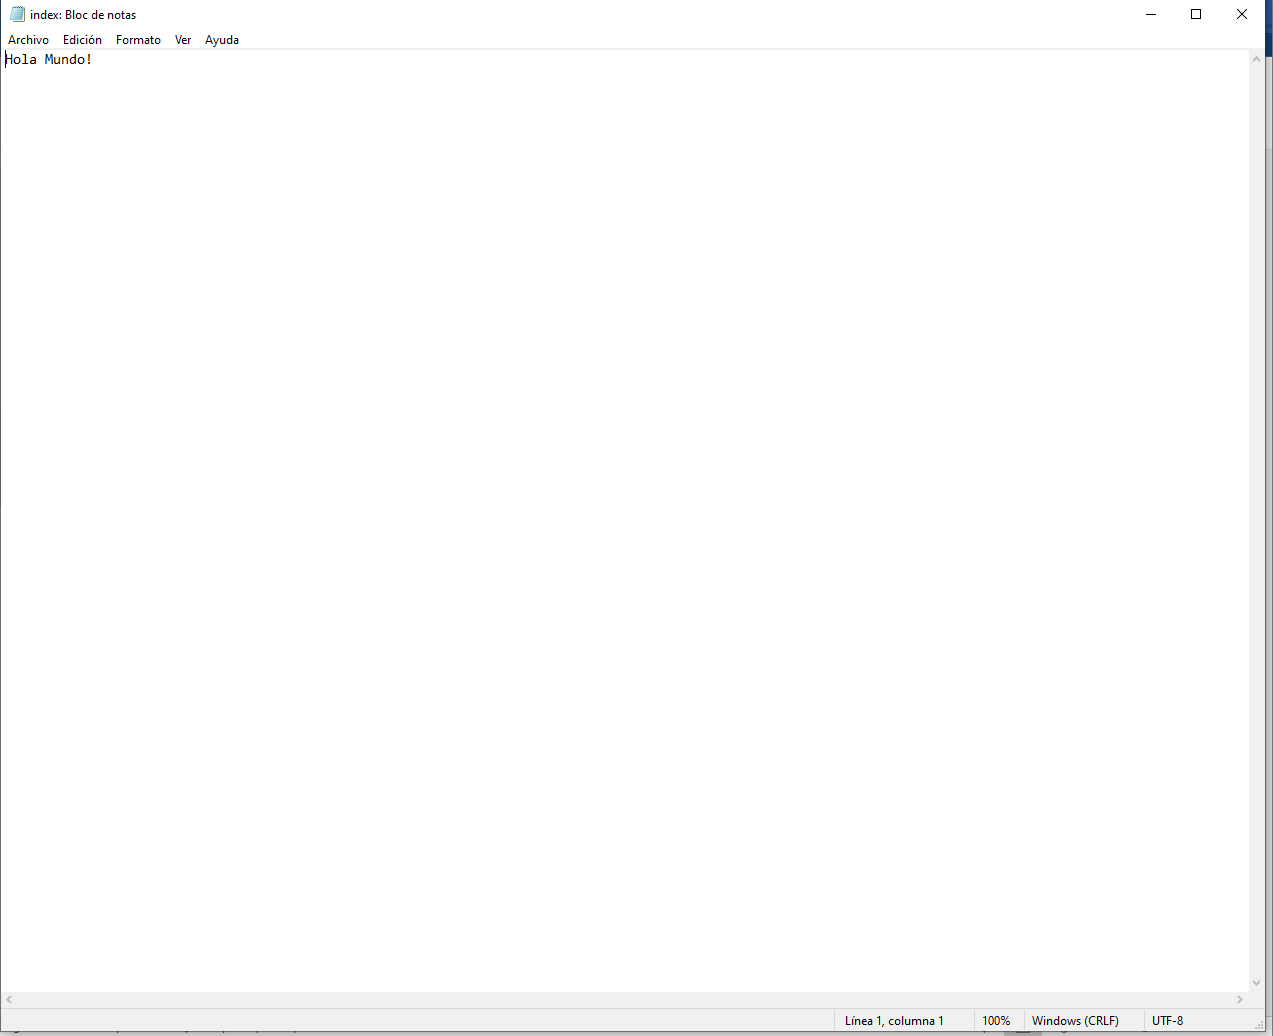 index: Bloc de notas
Archivo Edición Formato Ver Ayuda
Hola Mundo!
Línea 1, columna 1 100% Windows (CRLF) UTF-8